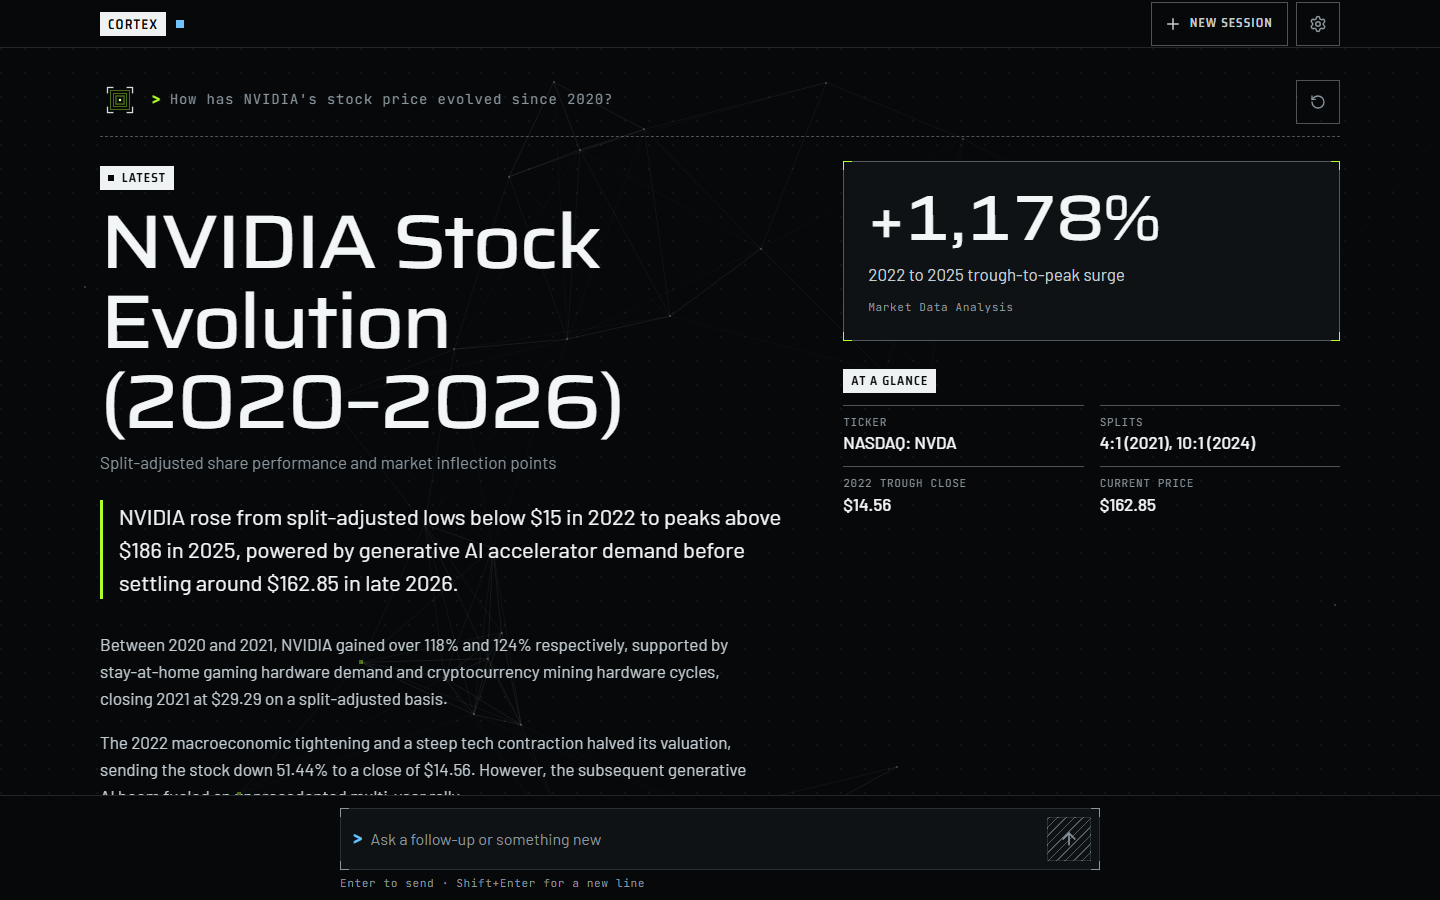 CORTEX
NEW SESSION
> How has NVIDIA's stock price evolved since 2020?
LATEST
NVIDIA Stock
Evolution
(2020–2026)
Split-adjusted share performance and market inflection points
NVIDIA rose from split-adjusted lows below $15 in 2022 to peaks above
$186 in 2025, powered by generative AI accelerator demand before
settling around $162.85 in late 2026.
Between 2020 and 2021, NVIDIA gained over 118% and 124% respectively, supported by
stay-at-home gaming hardware demand and cryptocurrency mining hardware cycles,
closing 2021 at $29.29 on a split-adjusted basis.
The 2022 macroeconomic tightening and a steep tech contraction halved its valuation,
sending the stock down 51.44% to a close of $14.56. However, the subsequent generative
+1,178%
2022 to 2025 trough-to-peak surge
Market Data Analysis
AT A GLANCE
TICKER
NASDAQ: NVDA
SPLITS
4:1 (2021), 10:1 (2024)
2022 TROUGH CLOSE
$14.56
CURRENT PRICE
$162.85
> Ask a follow-up or something new
Enter to send · Shift+Enter for a new line